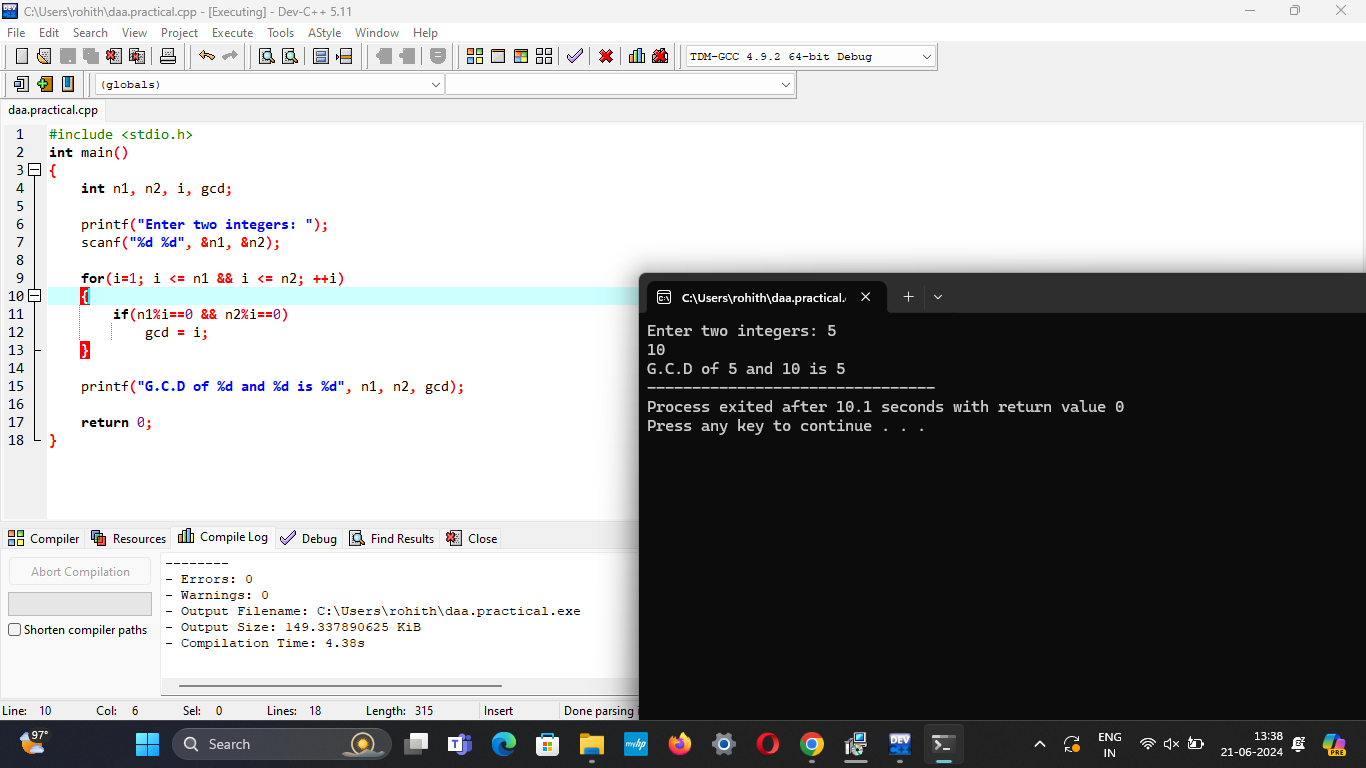 C:\Users\rohith\daa.practical.cpp - [Executing] - Dev-C++ 5.11
File Edit Search View Project Execute Tools AStyle Window Help
TDM-GCC 4.9.2 64-bit Debug
(globals)
daa.practical.cpp
1 #include <stdio.h>
2 int main()
3 {
4 int n1, n2, i, gcd;
5
6 printf("Enter two integers: ");
7 scanf("%d %d", &n1, &n2);
8
9 for(i=1; i <= n1 && i <= n2; ++i)
10 {
11 if(n1%i==0 && n2%i==0)
12 gcd = i;
13 }
14
15 printf("G.C.D of %d and %d is %d", n1, n2, gcd);
16
17 return 0;
18 }
C:\Users\rohith\daa.practical.
Enter two integers: 5
10
G.C.D of 5 and 10 is 5
--------------------------------
Process exited after 10.1 seconds with return value 0
Press any key to continue . . .
Compiler Resources Compile Log Debug Find Results Close
Abort Compilation
Shorten compiler paths
--------
- Errors: 0
- Warnings: 0
- Output Filename: C:\Users\rohith\daa.practical.exe
- Output Size: 149.337890625 KiB
- Compilation Time: 4.38s
Line: 10 Col: 6 Sel: 0 Lines: 18 Length: 315 Insert Done parsing
97°
Search
myhp
DEV
ENG
IN
13:38
21-06-2024
PRE